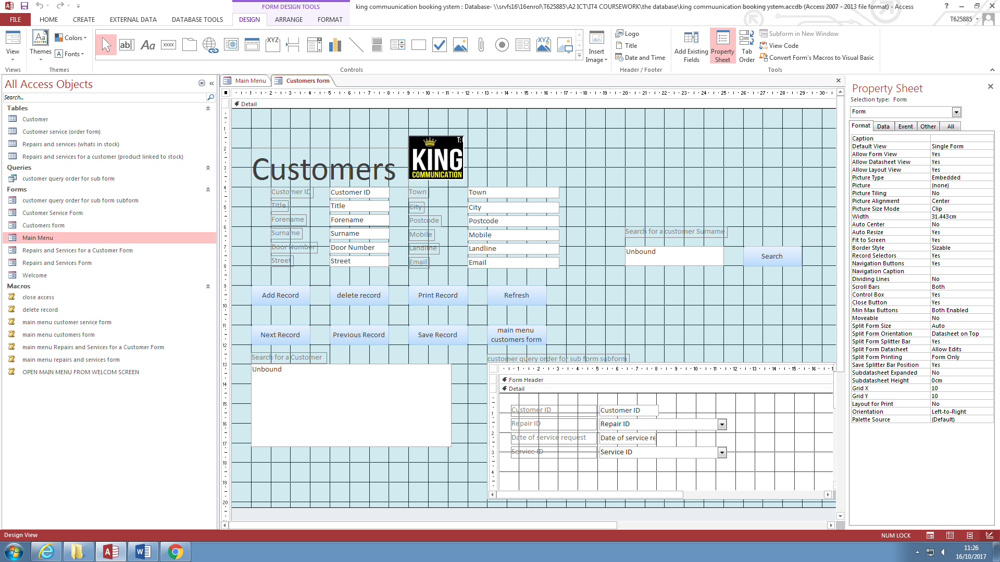 FORM DESIGN TOOLS
king commuunication booking ystem : Database- \\srvfs16\16enrol\T625885\A2 ICT\IT4 COURSEWORK\the database\king commuunication booking ystem.accdb (Access 2007 - 2013 file format) - Access
FILE HOME CREATE EXTERNAL DATA DATABASE TOOLS DESIGN ARRANGE FORMAT
T625885
View
Views
Aa
Themes
Colors
Fonts
Themes
ab|
Aa
xxxx
XYZ
XYZ
Controls
Insert Image
Logo
Title
Date and Time
Header / Footer
Add Existing Fields
Property Sheet
Tab Order
Subform in New Window
View Code
Convert Form's Macros to Visual Basic
Tools
All Access Objects
Search...
Tables
Customer
Customer service (order form)
Repairs and services (whats in stock)
Repairs and services for a customer (product linked to stock)
Queries
customer query order for sub form
Forms
customer query order for sub form subform
Customer Service Form
Customers form
Main Menu
Repairs and Services for a Customer Form
Repairs and Services Form
Welcome
Macros
close access
delete record
main menu customer service form
main menu customers form
main menu Repairs and Services for a Customer Form
main menu repairs and services form
OPEN MAIN MENU FROM WELCOM SCREEN
Main Menu
Customers form
Detail
Customers
KING
COMMUNICATION
Customer ID Customer ID Town Town
Title Title City City
Forename Forename Postcode Postcode
Surname Surname Mobile Mobile
Door Number Door Number Landline Landline
Street Street Email Email
Search for a customer Surname
Unbound
Search
Add Record delete record Print Record Refresh
Next Record Previous Record Save Record main menu customers form
Search for a Customer
Unbound
customer query order for sub form subform
Form Header
Detail
Customer ID Customer ID
Repair ID Repair ID
Date of service request Date of service re
Service ID Service ID
Property Sheet
Selection type: Form
Form
Format Data Event Other All
Caption
Default View Single Form
Allow Form View Yes
Allow Datasheet View Yes
Allow Layout View Yes
Picture Type Embedded
Picture (none)
Picture Tiling No
Picture Alignment Center
Picture Size Mode Clip
Width 31.443cm
Auto Center No
Auto Resize Yes
Fit to Screen Yes
Border Style Sizable
Record Selectors Yes
Navigation Buttons Yes
Navigation Caption
Dividing Lines No
Scroll Bars Both
Control Box Yes
Close Button Yes
Min Max Buttons Both Enabled
Moveable No
Split Form Size Auto
Split Form Orientation Datasheet on Top
Split Form Splitter Bar Yes
Split Form Datasheet Allow Edits
Split Form Printing Form Only
Save Splitter Bar Position Yes
Subdatasheet Expanded No
Subdatasheet Height 0cm
Grid X 10
Grid Y 10
Layout for Print No
Orientation Left-to-Right
Palette Source (Default)
Design View
NUM LOCK
11:26
16/10/2017